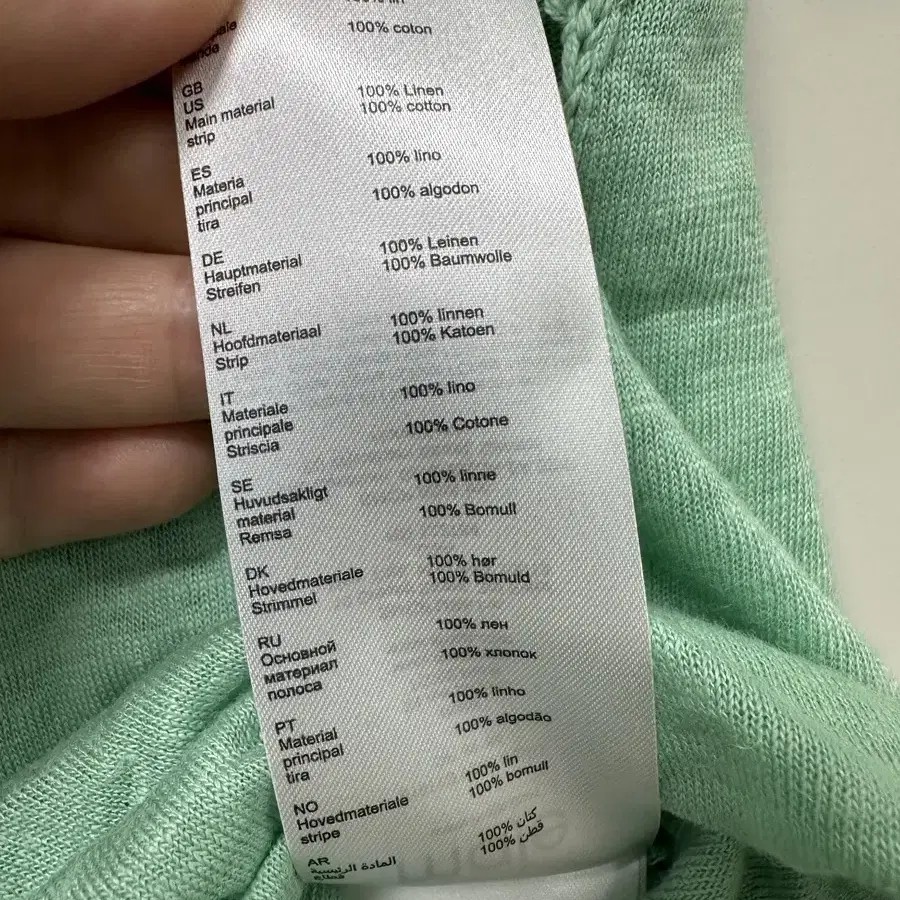 100% coton
GB
US
Main material 100% Linen
strip 100% cotton
ES
Materia 100% lino
principal
tira 100% algodon
DE
Hauptmaterial 100% Leinen
Streifen 100% Baumwolle
NL
Hoofdmateriaal 100% linnen
Strip 100% Katoen
IT
Materiale 100% lino
principale
Striscia 100% Cotone
SE
Huvudsakligt 100% linne
material
Remsa 100% Bomull
DK
Hovedmateriale 100% hør
Strimmel 100% Bomuld
RU
Основной 100% лен
материал
полоса 100% хлопок
PT
Material 100% linho
principal
tira 100% algodão
NO
Hovedmateriale 100% lin
stripe 100% bomull
AR
المادة الرئيسية 100% كتان
100% قطن